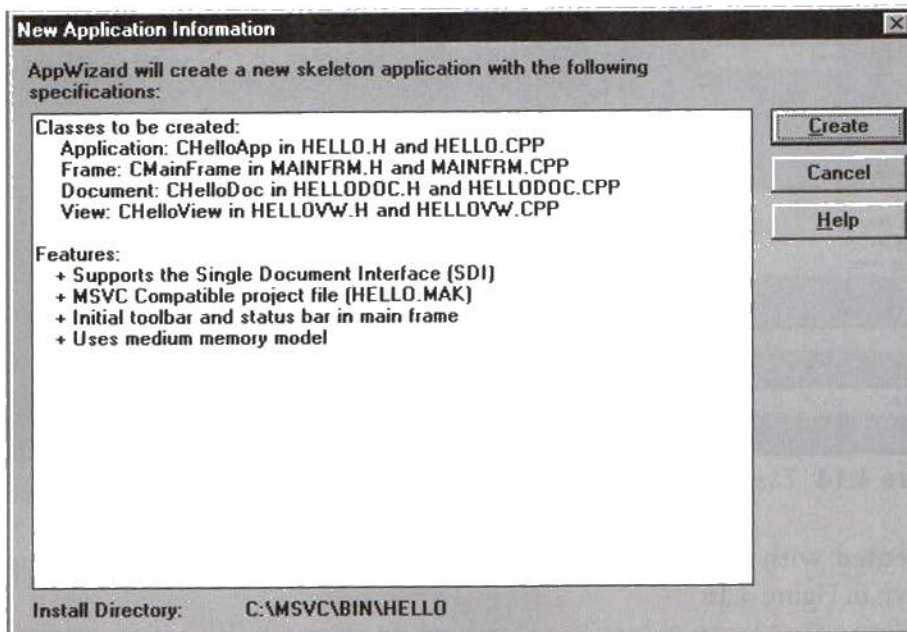 New Application Information
AppWizard will create a new skeleton application with the following
specifications:
Classes to be created:
Application: CHelloApp in HELLO.H and HELLO.CPP
Frame: CMainFrame in MAINFRM.H and MAINFRM.CPP
Document: CHelloDoc in HELLODOC.H and HELLODOC.CPP
View: CHelloView in HELLOVW.H and HELLOVW.CPP
Features:
+ Supports the Single Document Interface (SDI)
+ MSVC Compatible project file (HELLO.MAK)
+ Initial toolbar and status bar in main frame
+ Uses medium memory model
Create
Cancel
Help
Install Directory: C:\MSVC\BIN\HELLO